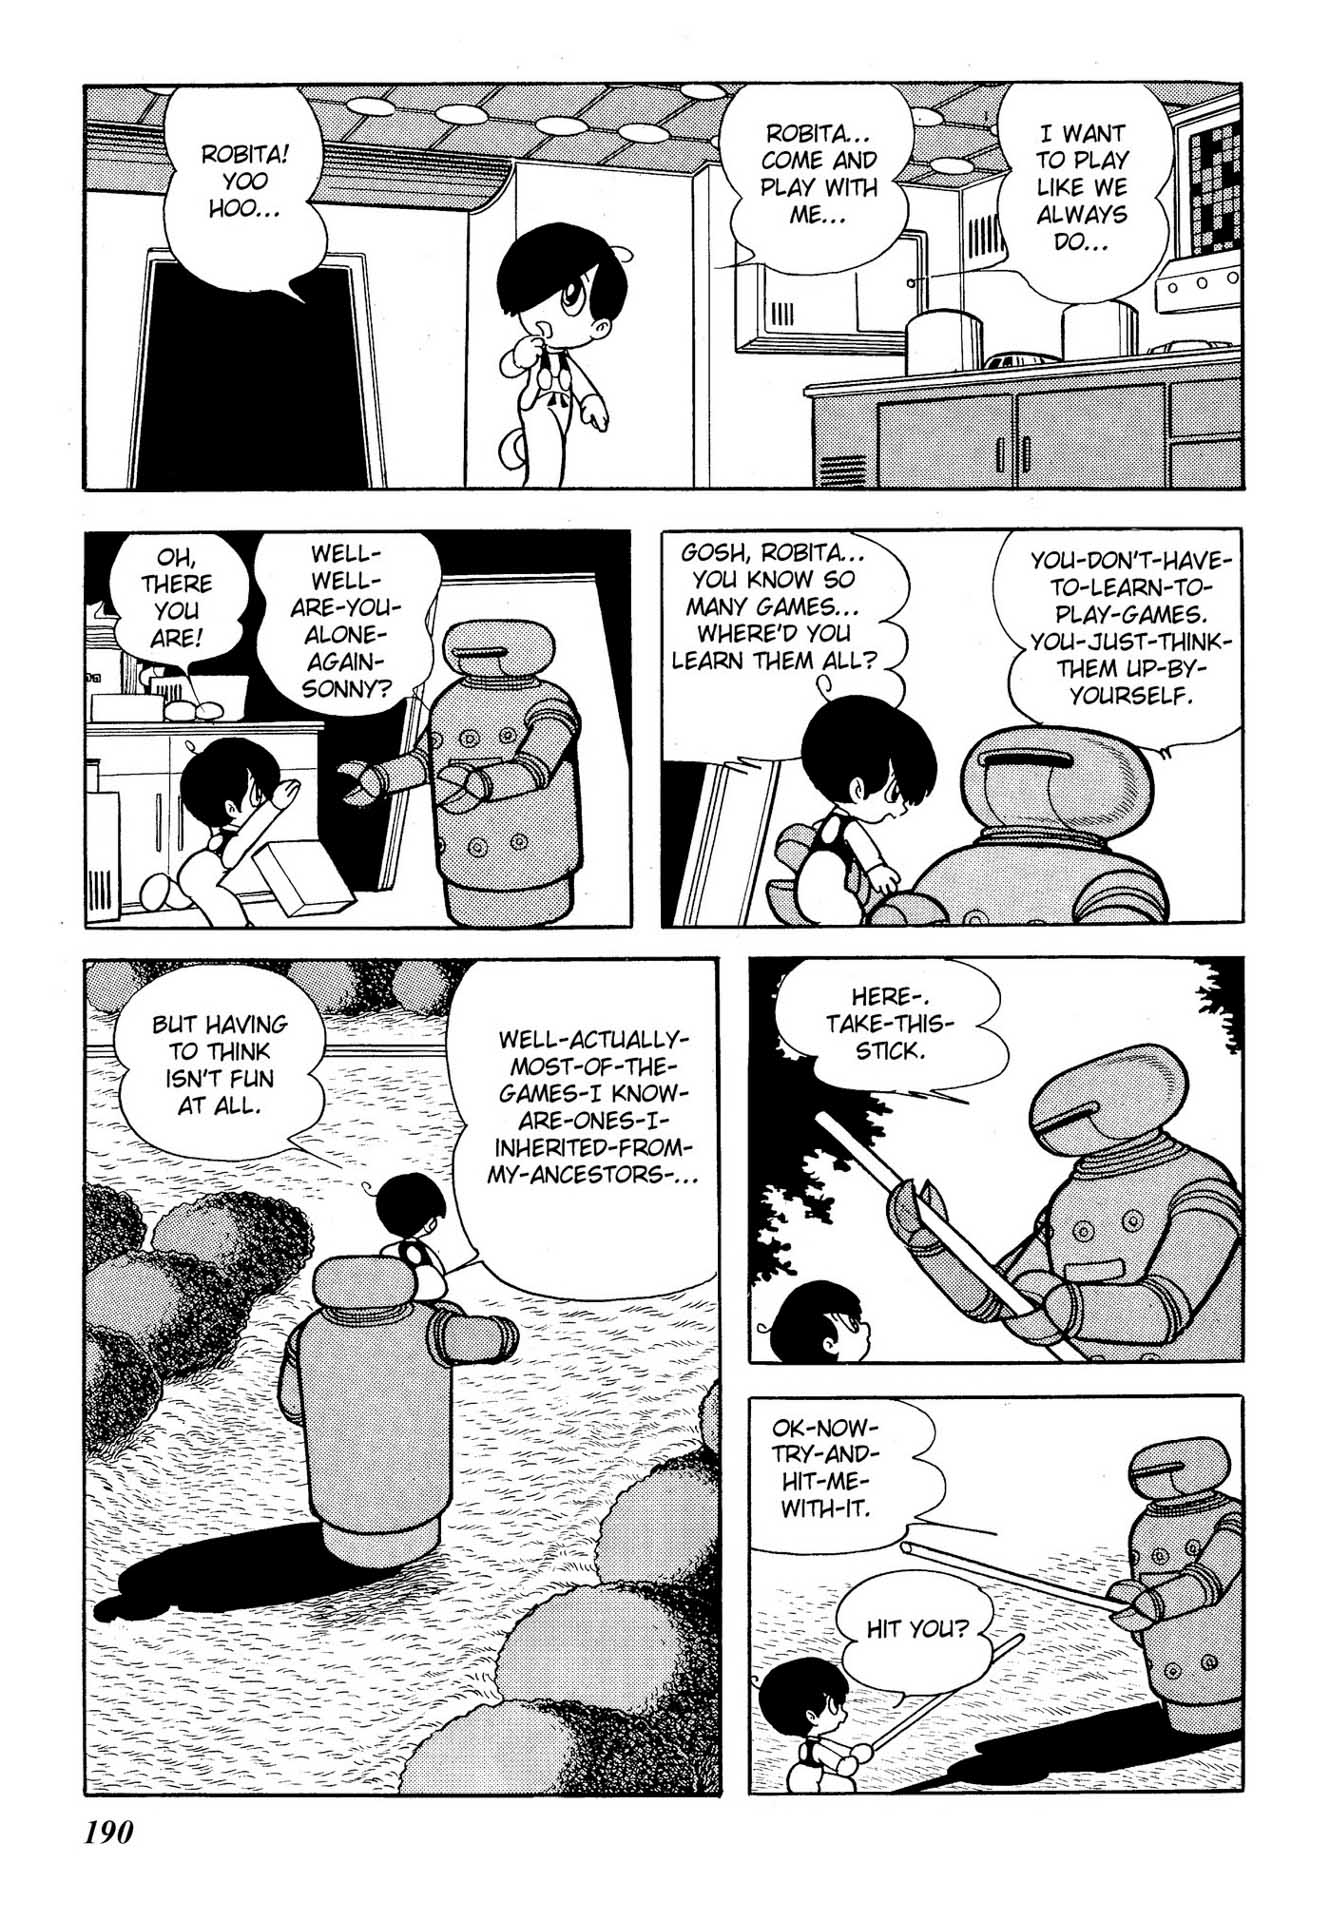 ROBITA!
YOO
HOO...
ROBITA...
COME AND
PLAY WITH
ME...
I WANT
TO PLAY
LIKE WE
ALWAYS
DO...
OH,
THERE
YOU
ARE!
WELL-
WELL-
ARE-YOU-
ALONE-
AGAIN-
SONNY?
GOSH, ROBITA...
YOU KNOW SO
MANY GAMES...
WHERE'D YOU
LEARN THEM ALL?
YOU-DON'T-HAVE-
TO-LEARN-TO-
PLAY-GAMES.
YOU-JUST-THINK-
THEM UP-BY-
YOURSELF.
BUT HAVING
TO THINK
ISN'T FUN
AT ALL.
WELL-ACTUALLY-
MOST-OF-THE-
GAMES-I KNOW-
ARE-ONES-I-
INHERITED-FROM-
MY-ANCESTORS-...
HERE-.
TAKE-THIS-
STICK.
OK-NOW-
TRY-AND-
HIT-ME-
WITH-IT.
HIT YOU?
190